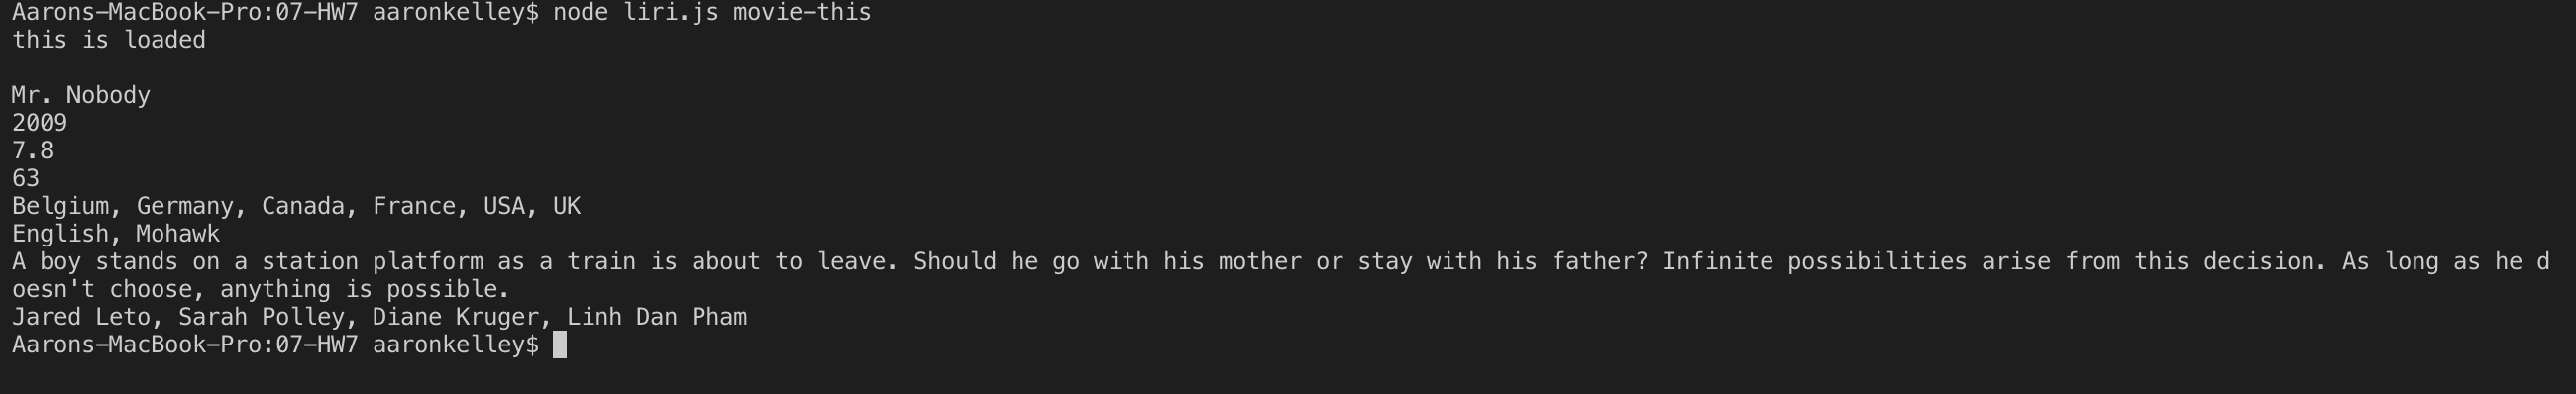 Aarons-MacBook-Pro:07-HW7 aaronkelley$ node liri.js movie-this
this is loaded
Mr. Nobody
2009
7.8
63
Belgium, Germany, Canada, France, USA, UK
English, Mohawk
A boy stands on a station platform as a train is about to leave. Should he go with his mother or stay with his father? Infinite possibilities arise from this decision. As long as he d
oesn't choose, anything is possible.
Jared Leto, Sarah Polley, Diane Kruger, Linh Dan Pham
Aarons-MacBook-Pro:07-HW7 aaronkelley$